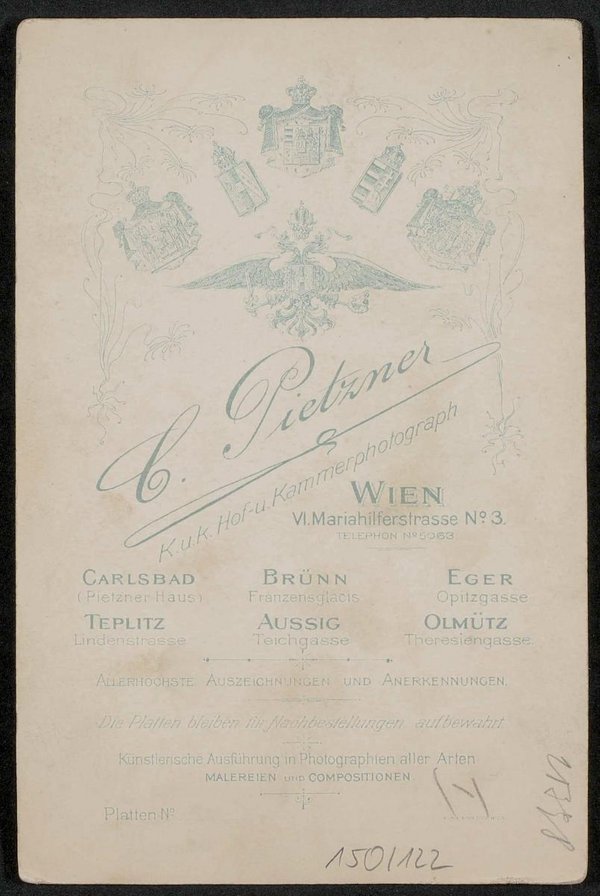 C. Pietzner
K.u.k. Hof-u. Kammerphotograph
WIEN
VI. Mariahilferstrasse No 3.
TELEPHON No 5063
CARLSBAD BRÜNN EGER
(Pietzner Haus) Franzensglacis Opitzgasse
TEPLITZ AUSSIG OLMÜTZ
Lindenstrasse Teichgasse Theresiengasse.
ALLERHÖCHSTE AUSZEICHNUNGEN UND ANERKENNUNGEN.
Die Platten bleiben für Nachbestellungen aufbewahrt
Künstlerische Ausführung in Photographien aller Arten
MALEREIEN UND COMPOSITIONEN
Platten No
150/122